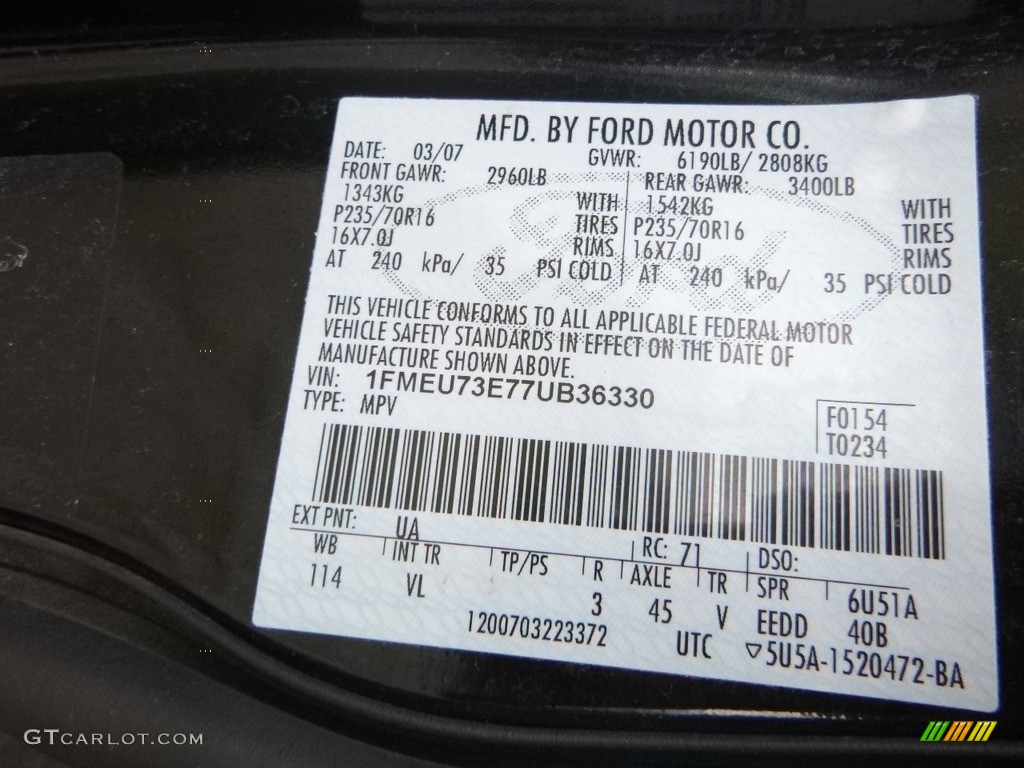 MFD. BY FORD MOTOR CO.
DATE: 03/07 GVWR: 6190LB/ 2808KG
FRONT GAWR: 2960LB REAR GAWR: 3400LB
1343KG WITH 1542KG WITH
P235/70R16 TIRES P235/70R16 TIRES
16X7.0J RIMS 16X7.0J RIMS
AT 240 kPa/ 35 PSI COLD AT 240 kPa/ 35 PSI COLD
THIS VEHICLE CONFORMS TO ALL APPLICABLE FEDERAL MOTOR
VEHICLE SAFETY STANDARDS IN EFFECT ON THE DATE OF
MANUFACTURE SHOWN ABOVE.
VIN: 1FMEU73E77UB36330
TYPE: MPV
F0154
T0234
EXT PNT: UA RC: 71 DSO:
WB INT TR TP/PS R AXLE TR SPR 6U51A
114 VL 3 45 V EEDD 40B
1200703223372 UTC ▽5U5A-1520472-BA
Ford
GTCARLOT.COM